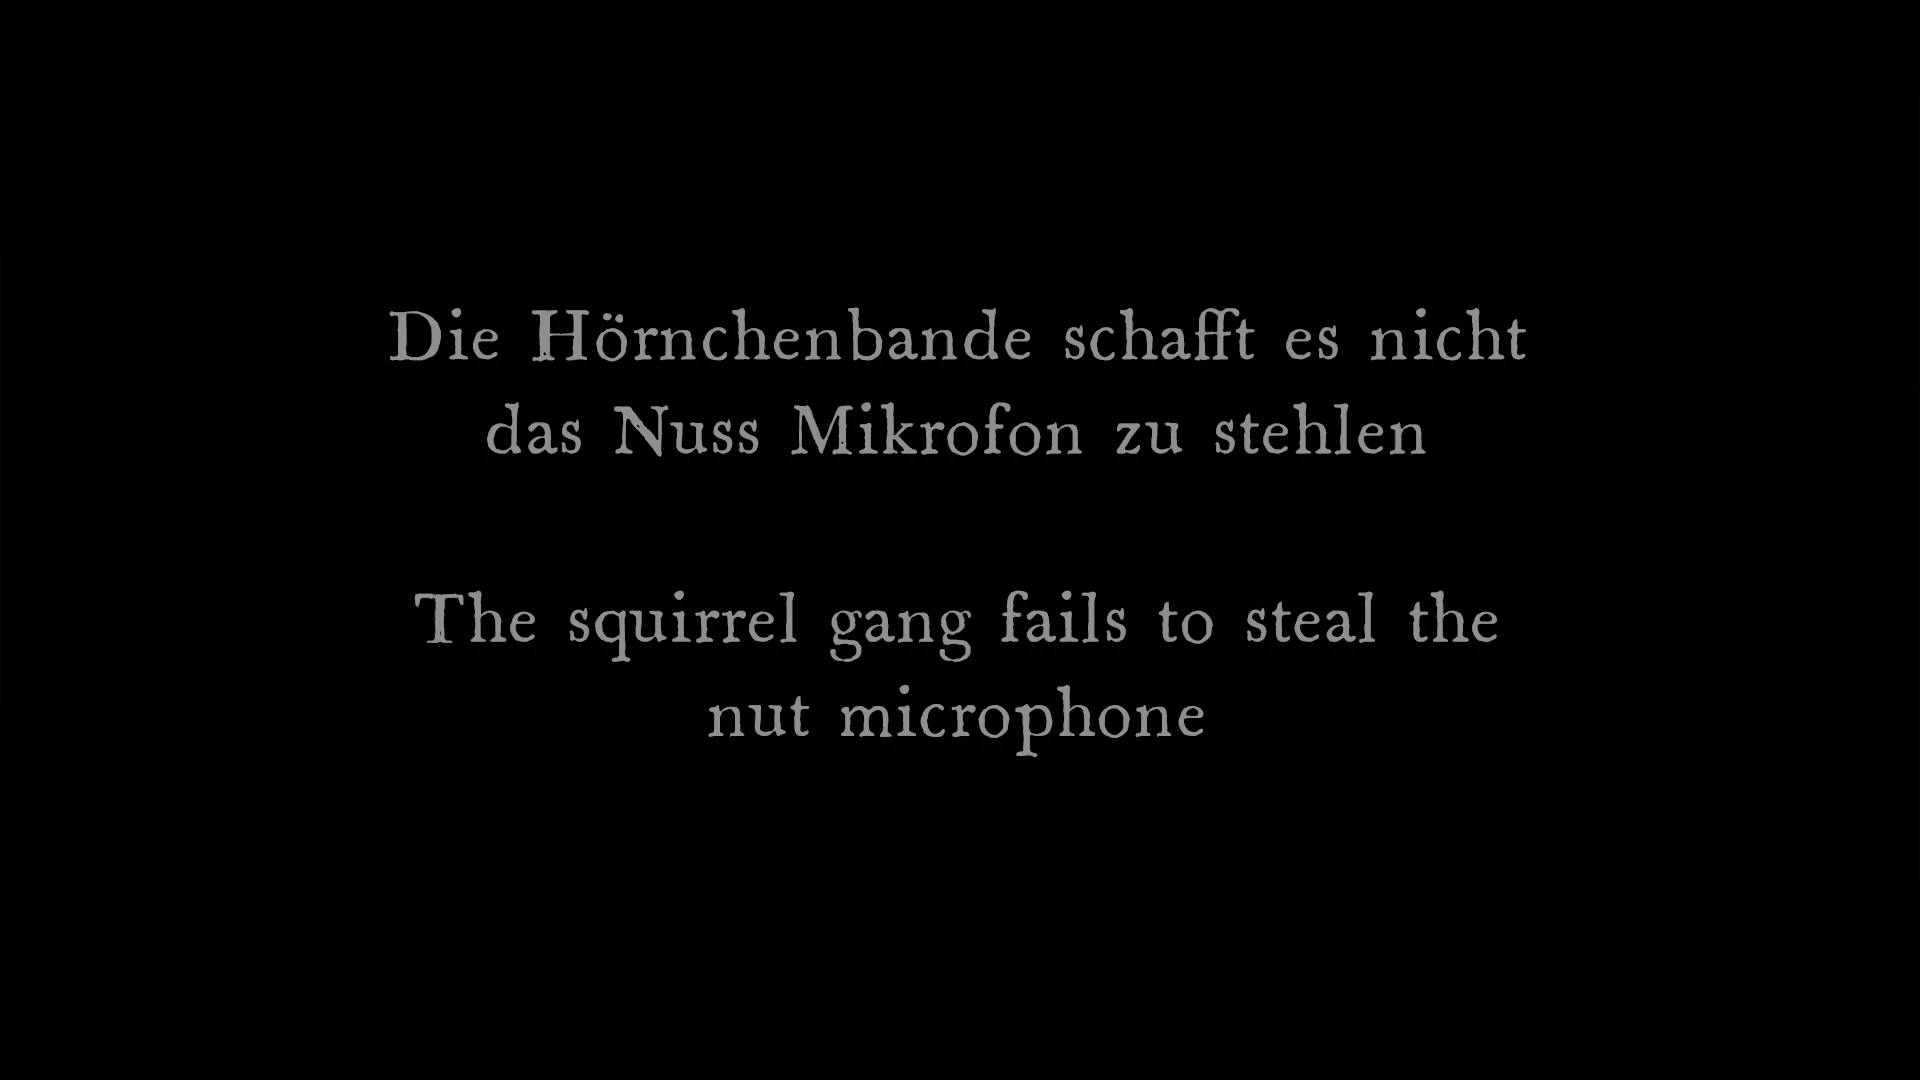 Die Hörnchenbande schafft es nicht
das Nuss Mikrofon zu stehlen
The squirrel gang fails to steal the
nut microphone